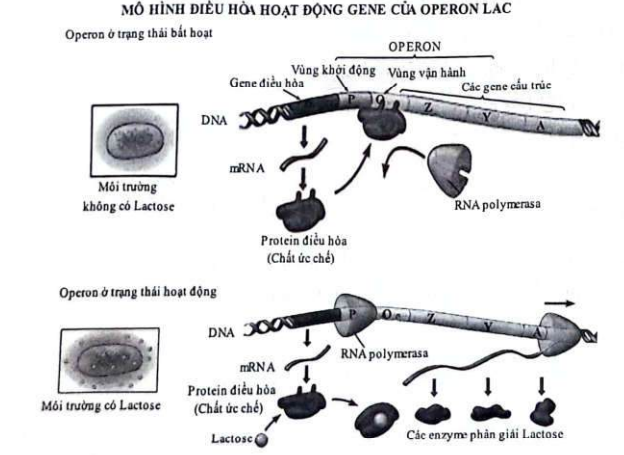 MÔ HÌNH ĐIỀU HÒA HOẠT ĐỘNG GENE CỦA OPERON LAC
Operon ở trạng thái bất hoạt
OPERON
Vùng khởi động
Vùng vận hành
Gene điều hòa
Các gene cấu trúc
P
O
Z
Y
A
DNA
mRNA
RNA polymerasa
Môi trường
không có Lactose
Protein điều hòa
(Chất ức chế)
Operon ở trạng thái hoạt động
P
O
Z
Y
A
DNA
RNA polymerasa
mRNA
Protein điều hòa
(Chất ức chế)
Môi trường có Lactose
Lactose
Các enzyme phân giải Lactose